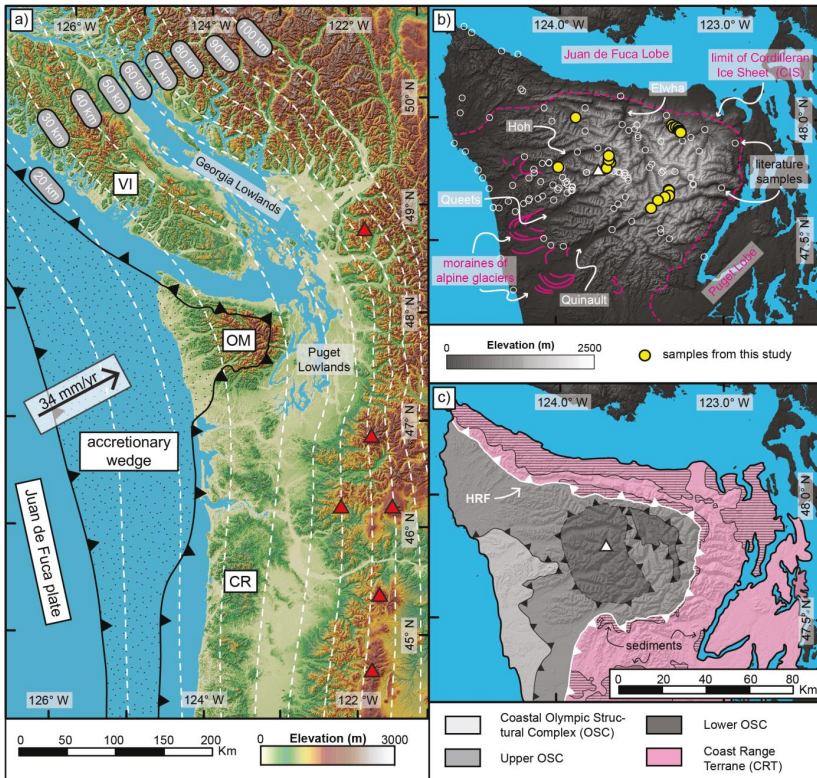 a)
126° W
124° W
122° W
20 km
30 km
40 km
50 km
60 km
70 km
80 km
90 km
100 km
50° N
VI
Georgia Lowlands
49° N
48° N
OM
Puget
Lowlands
34 mm/yr
accretionary
wedge
47° N
Juan de Fuca plate
46° N
CR
45° N
126° W
124° W
122° W
0
50
100
150
200
Km
Elevation (m)
0
3000
b)
124.0° W
123.0° W
Juan de Fuca Lobe
limit of Cordilleran
Ice Sheet (CIS)
Elwha
48.0° N
Hoh
literature
samples
Queets
47.5° N
moraines of
alpine glaciers
Puget Lobe
Quinault
Elevation (m)
0
2500
samples from this study
c)
124.0° W
123.0° W
HRF
48.0° N
47.5° N
sediments
0
20
40
60
80
Km
Coastal Olympic Struc-
tural Complex (OSC)
Lower OSC
Upper OSC
Coast Range
Terrane (CRT)